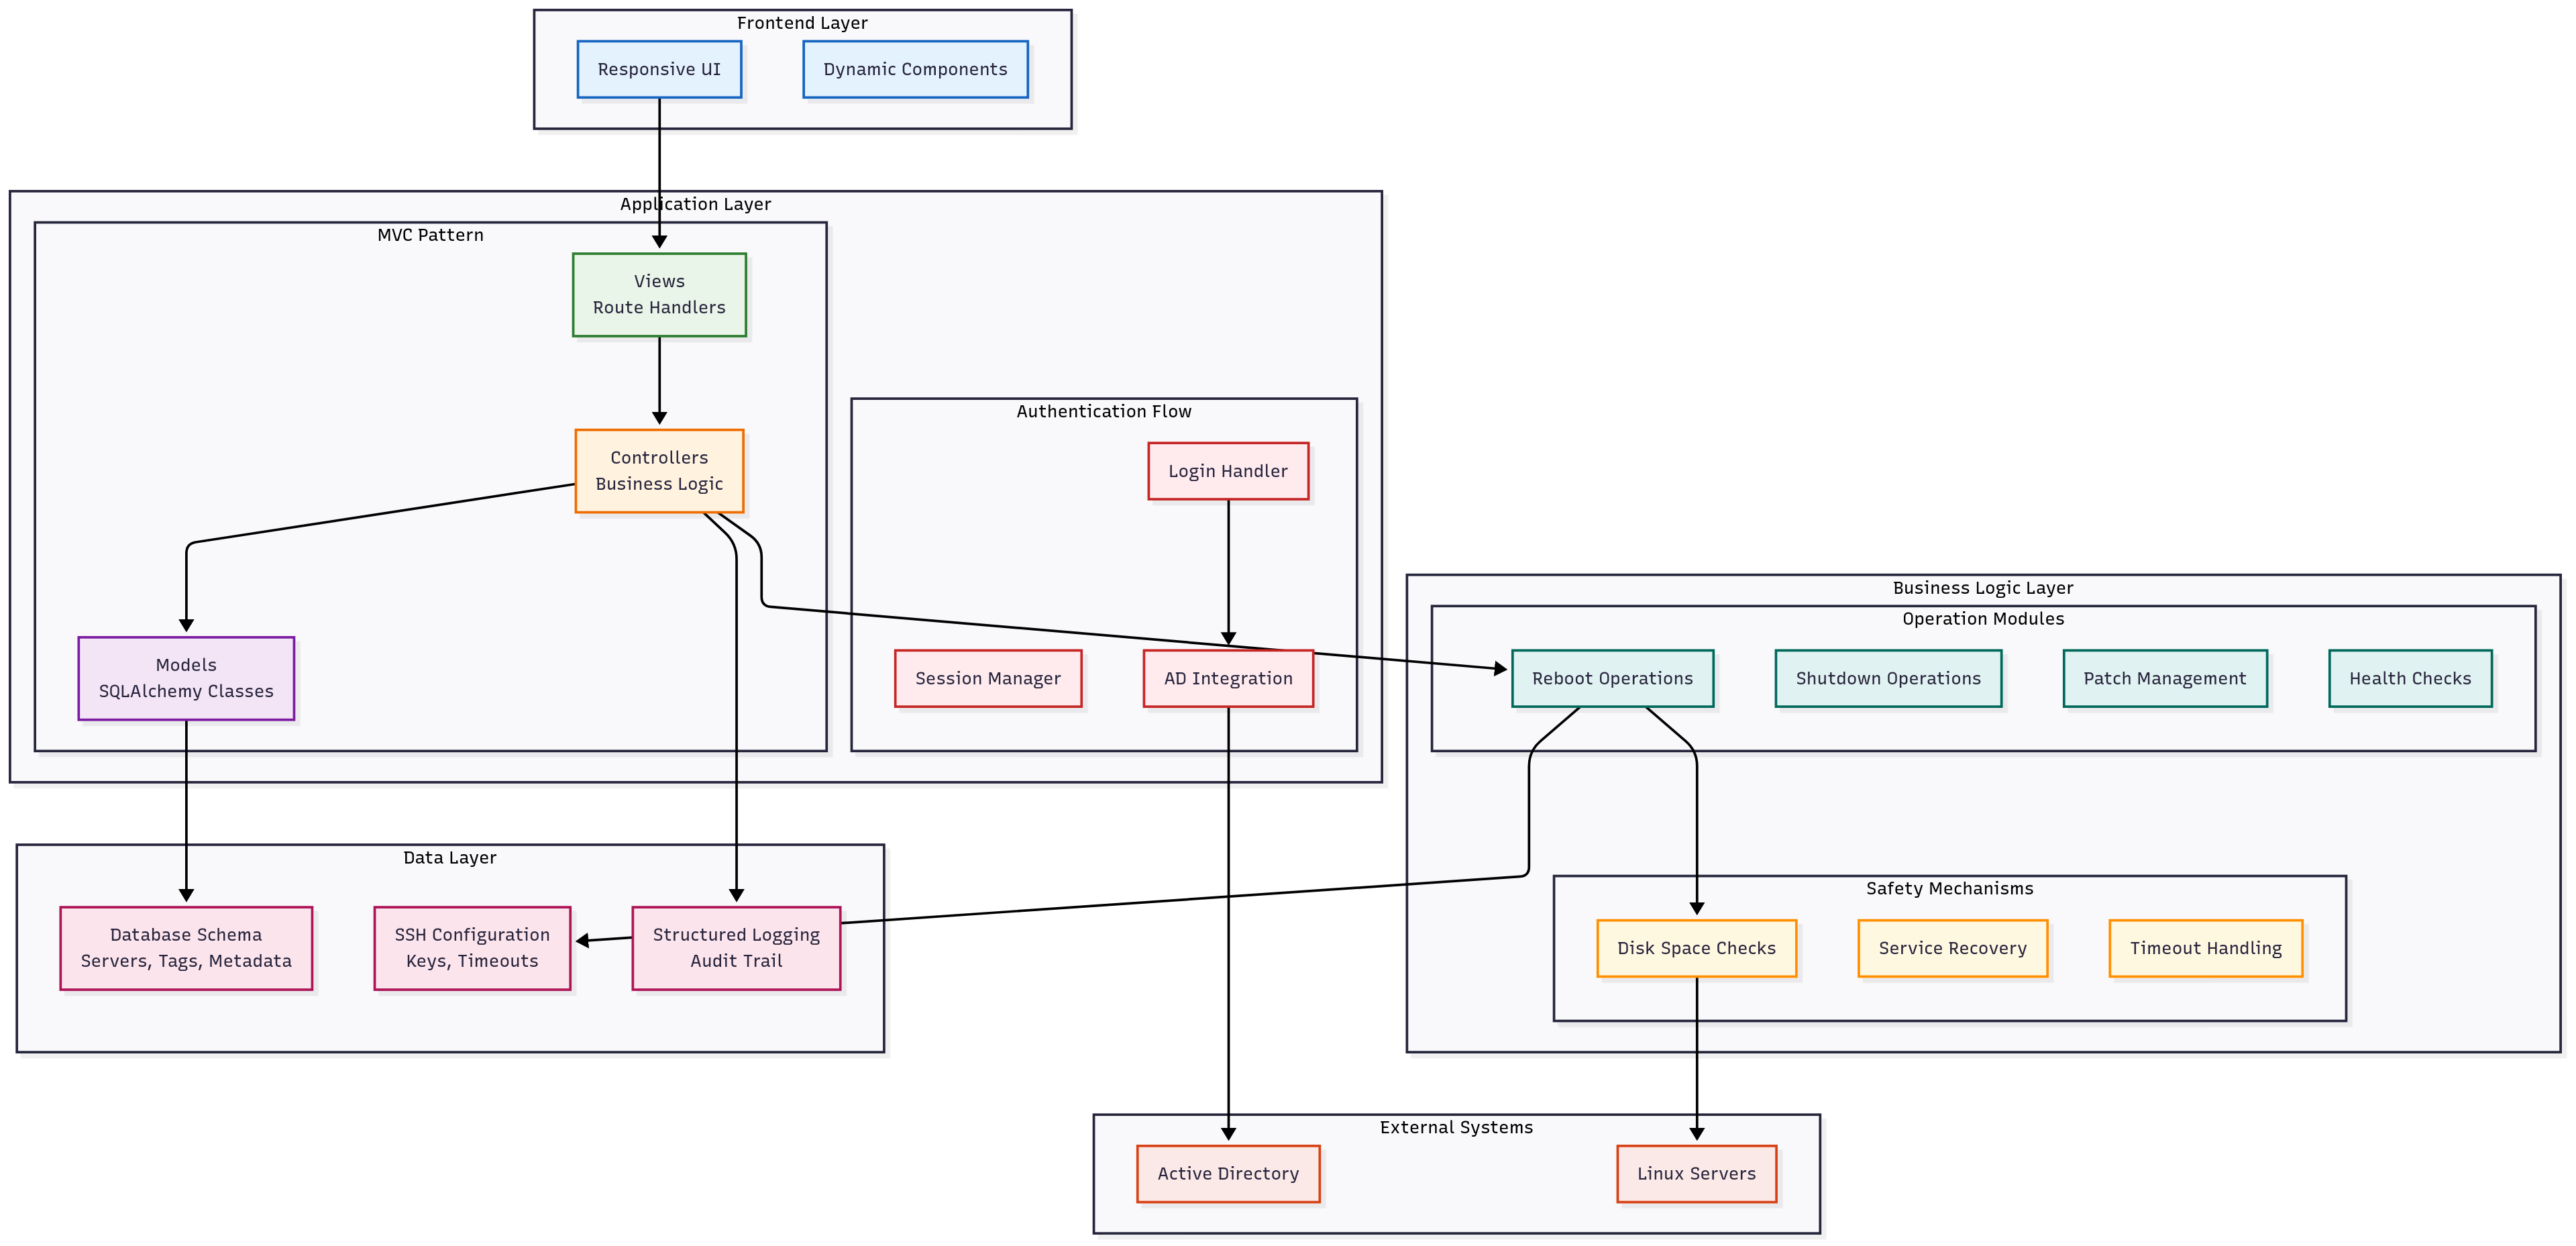 Frontend Layer
Responsive UI
Dynamic Components
Application Layer
MVC Pattern
Views
Route Handlers
Controllers
Business Logic
Models
SQLAlchemy Classes
Authentication Flow
Login Handler
Session Manager
AD Integration
Business Logic Layer
Operation Modules
Reboot Operations
Shutdown Operations
Patch Management
Health Checks
Safety Mechanisms
Disk Space Checks
Service Recovery
Timeout Handling
Data Layer
Database Schema
Servers, Tags, Metadata
SSH Configuration
Keys, Timeouts
Structured Logging
Audit Trail
External Systems
Active Directory
Linux Servers